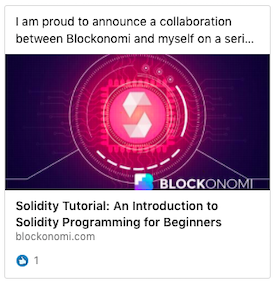 I am proud to announce a collaboration
between Blockonomi and myself on a seri...
BLOCKONOMI
Solidity Tutorial: An Introduction to
Solidity Programming for Beginners
blockonomi.com
1